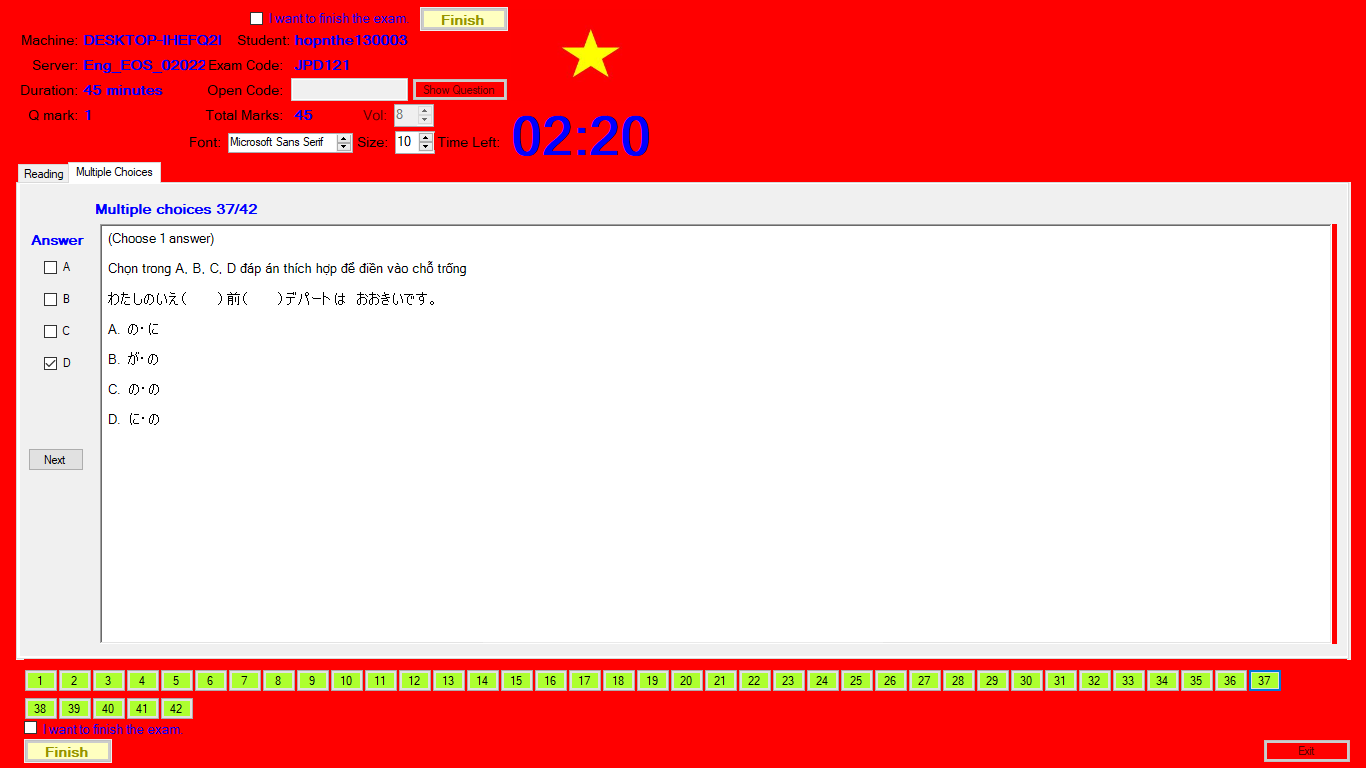 I want to finish the exam. Finish
Machine: DESKTOP-IHEFQ2I Student: hopnthe130003
Server: Eng_EOS_02022 Exam Code: JPD121
Duration: 45 minutes Open Code: Show Question
Q mark: 1 Total Marks: 45 Vol: 8
Font: Microsoft Sans Serif Size: 10 Time Left: 02:20
Reading Multiple Choices
Multiple choices 37/42
Answer
(Choose 1 answer)
A
Chọn trong A, B, C, D đáp án thích hợp để điền vào chỗ trống
B
わたしのいえ( )前( )デパートは おおきいです。
C
A. の・に
D
B. が・の
C. の・の
D. に・の
Next
1 2 3 4 5 6 7 8 9 10 11 12 13 14 15 16 17 18 19 20 21 22 23 24 25 26 27 28 29 30 31 32 33 34 35 36 37
38 39 40 41 42
I want to finish the exam.
Finish Exit